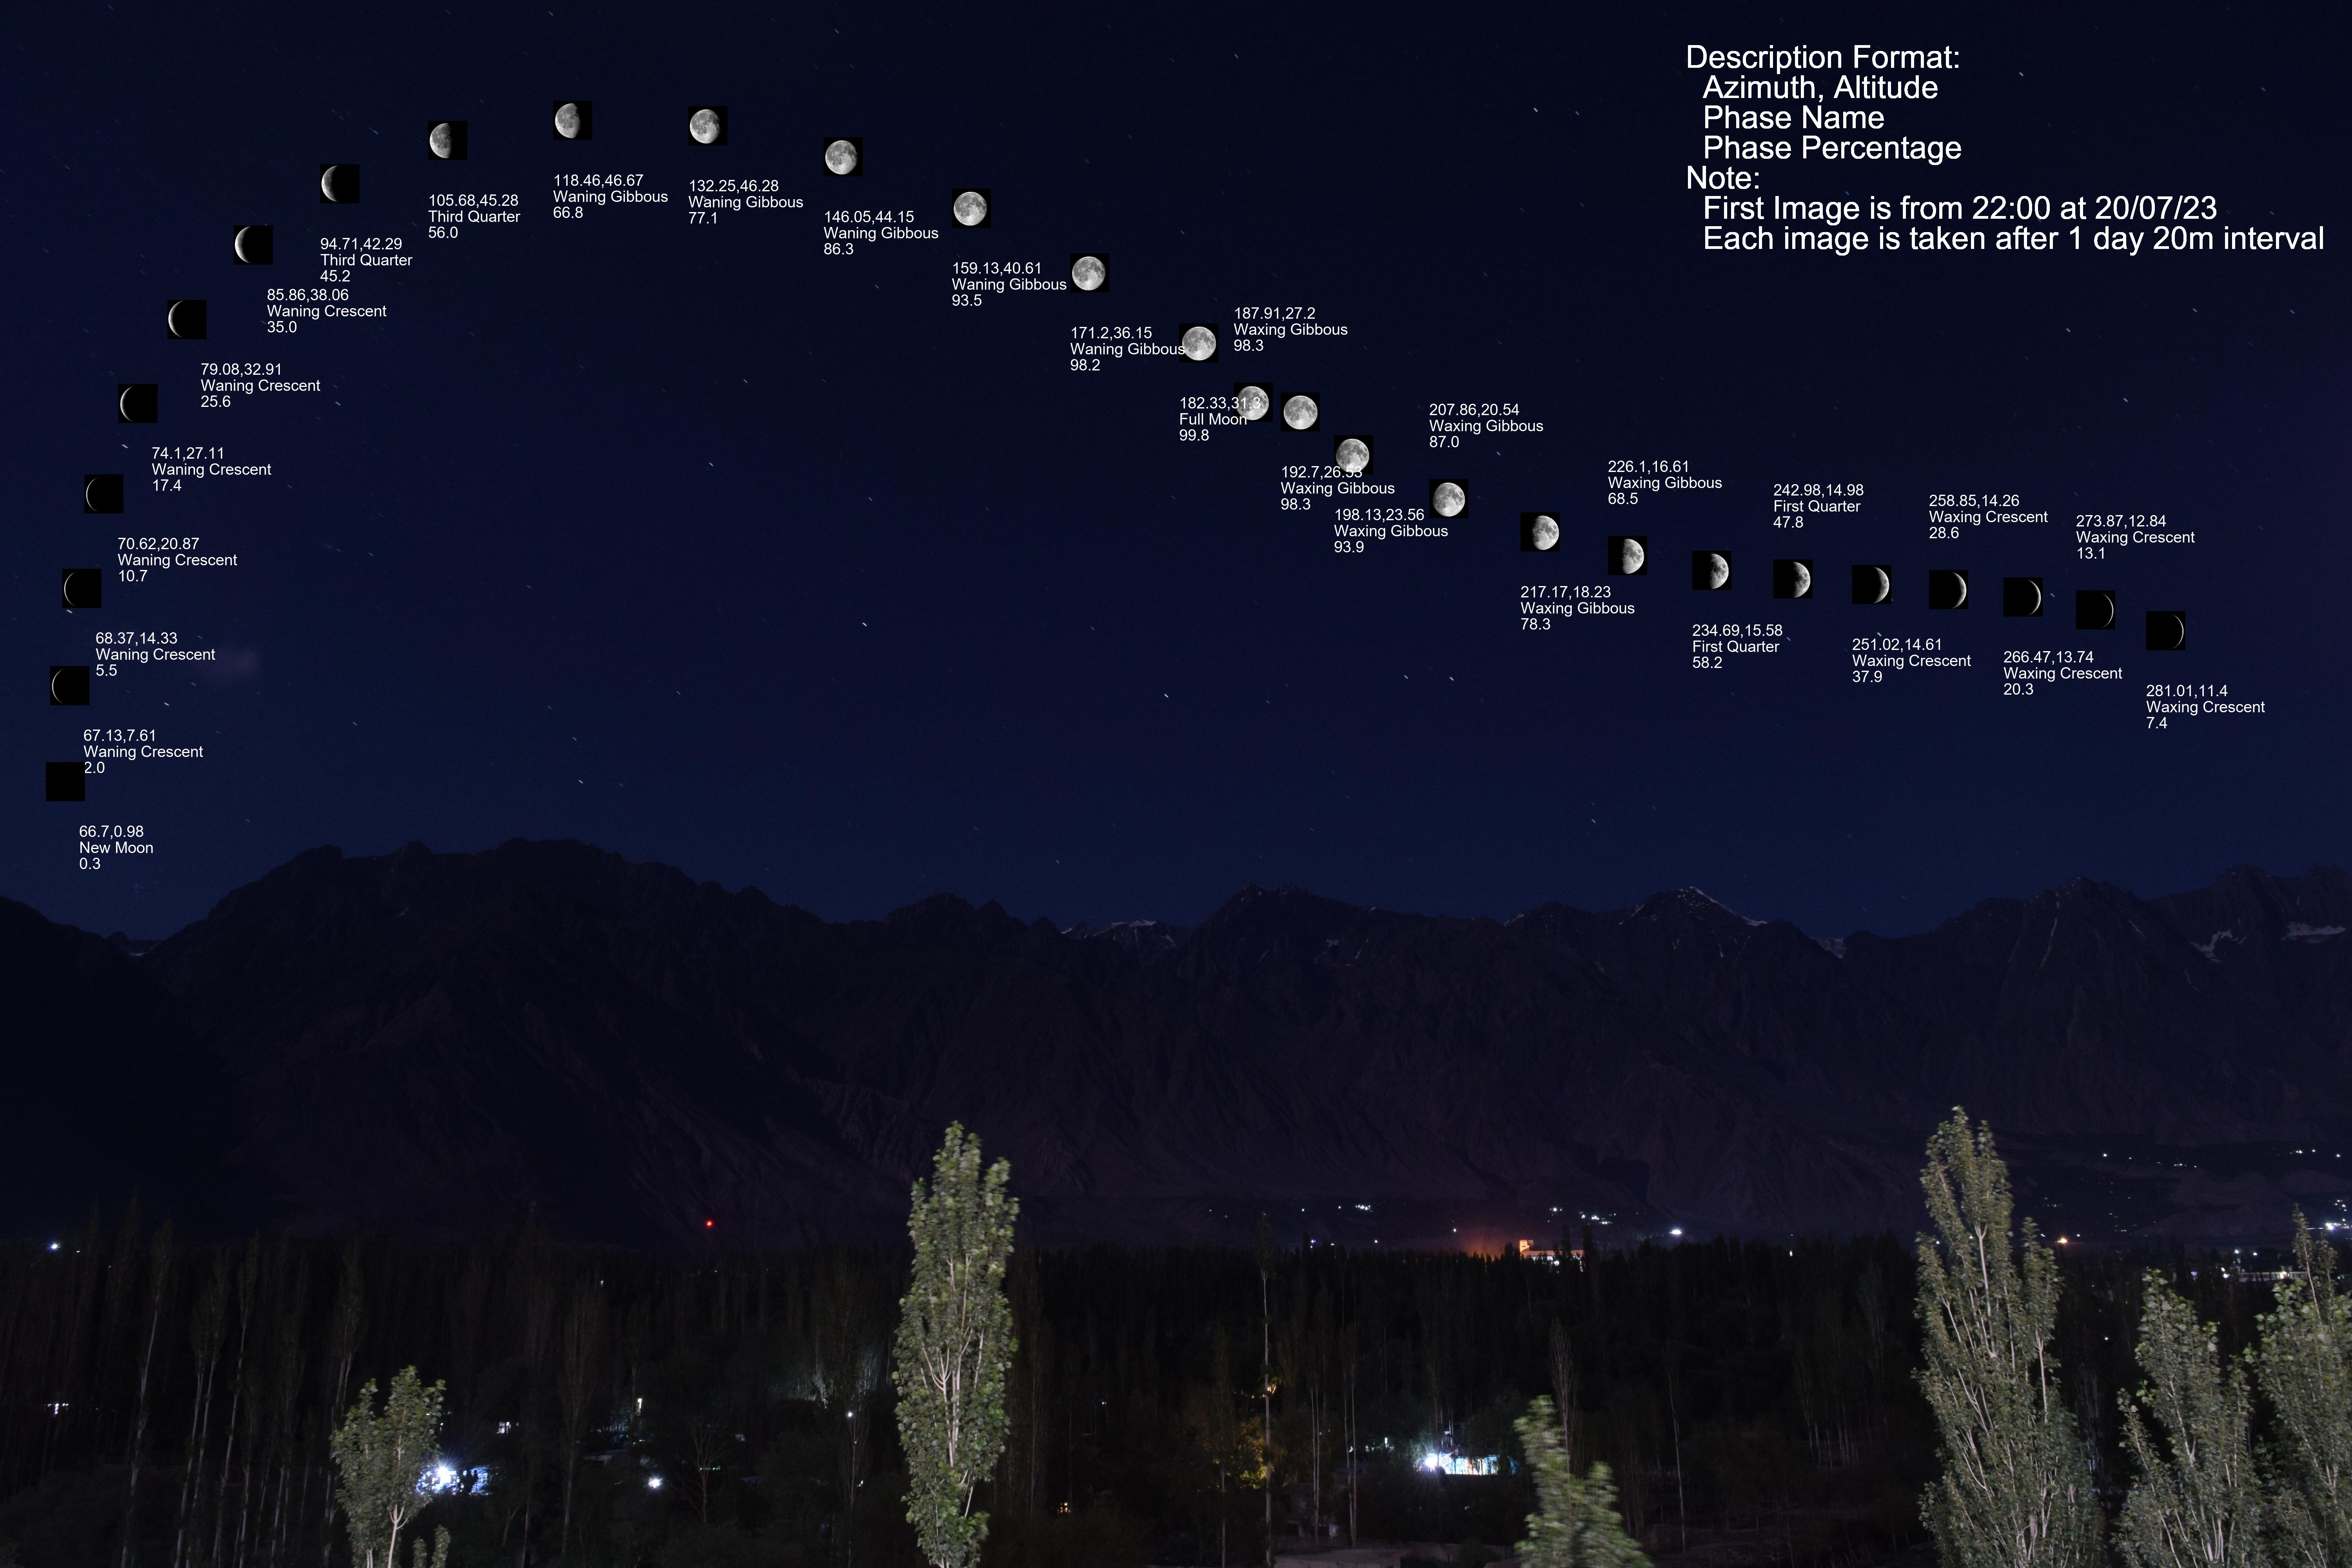 Description Format:
Azimuth, Altitude
Phase Name
Phase Percentage
Note:
First Image is from 22:00 at 20/07/23
Each image is taken after 1 day 20m interval
66.7,0.98
New Moon
0.3
67.13,7.61
Waning Crescent
2.0
68.37,14.33
Waning Crescent
5.5
70.62,20.87
Waning Crescent
10.7
74.1,27.11
Waning Crescent
17.4
79.08,32.91
Waning Crescent
25.6
85.86,38.06
Waning Crescent
35.0
94.71,42.29
Third Quarter
45.2
105.68,45.28
Third Quarter
56.0
118.46,46.67
Waning Gibbous
66.8
132.25,46.28
Waning Gibbous
77.1
146.05,44.15
Waning Gibbous
86.3
159.13,40.61
Waning Gibbous
93.5
171.2,36.15
Waning Gibbous
98.2
182.33,31.3
Full Moon
99.8
187.91,27.2
Waxing Gibbous
98.3
192.7,26.53
Waxing Gibbous
98.3
198.13,23.56
Waxing Gibbous
93.9
207.86,20.54
Waxing Gibbous
87.0
217.17,18.23
Waxing Gibbous
78.3
226.1,16.61
Waxing Gibbous
68.5
234.69,15.58
First Quarter
58.2
242.98,14.98
First Quarter
47.8
251.02,14.61
Waxing Crescent
37.9
258.85,14.26
Waxing Crescent
28.6
266.47,13.74
Waxing Crescent
20.3
273.87,12.84
Waxing Crescent
13.1
281.01,11.4
Waxing Crescent
7.4